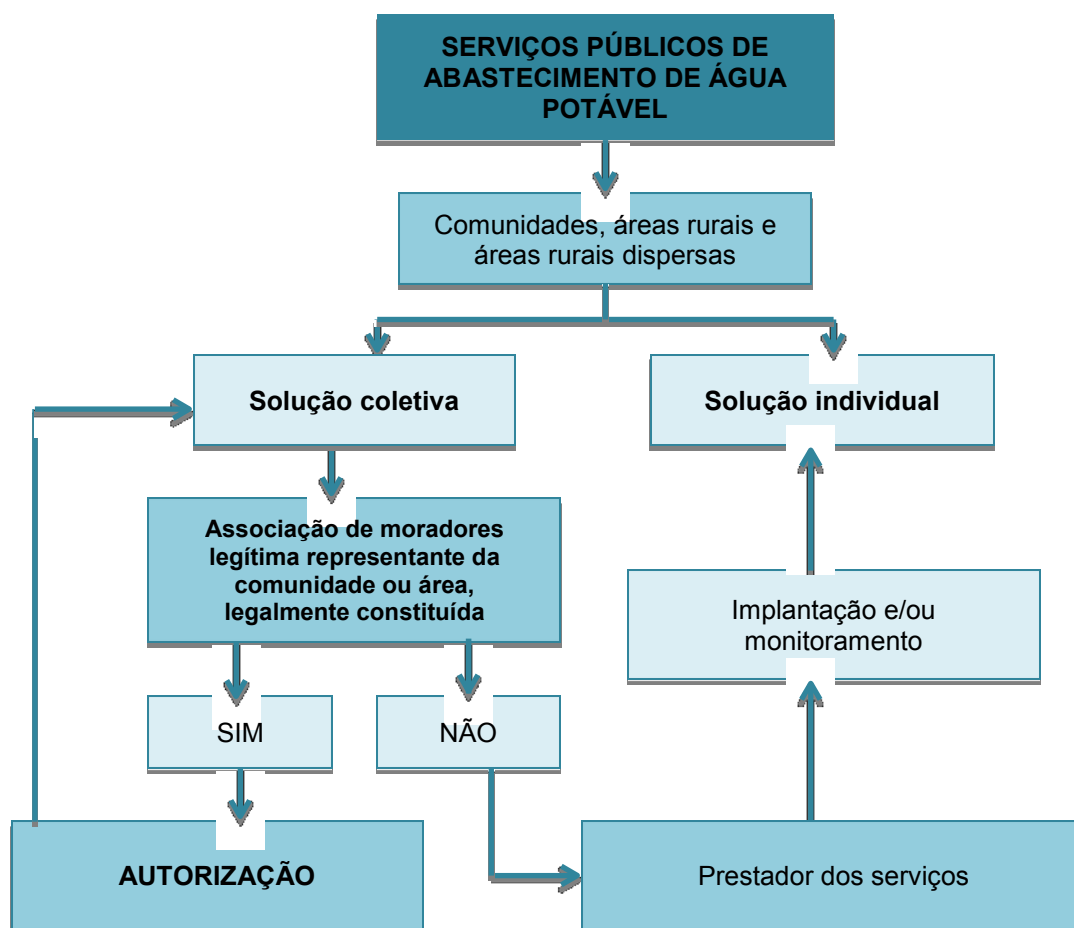 SERVIÇOS PÚBLICOS DE
ABASTECIMENTO DE ÁGUA
POTÁVEL
Comunidades, áreas rurais e
áreas rurais dispersas
Solução coletiva
Solução individual
Associação de moradores
legítima representante da
comunidade ou área,
legalmente constituída
Implantação e/ou
monitoramento
SIM
NÃO
AUTORIZAÇÃO
Prestador dos serviços